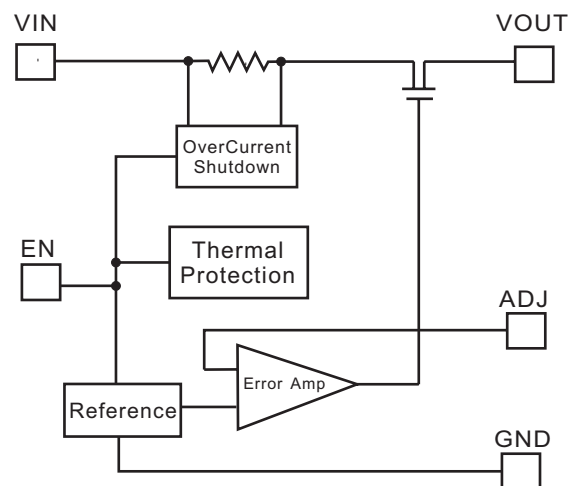 VIN
VOUT
OverCurrent
Shutdown
Thermal
Protection
EN
ADJ
Error Amp
Reference
GND